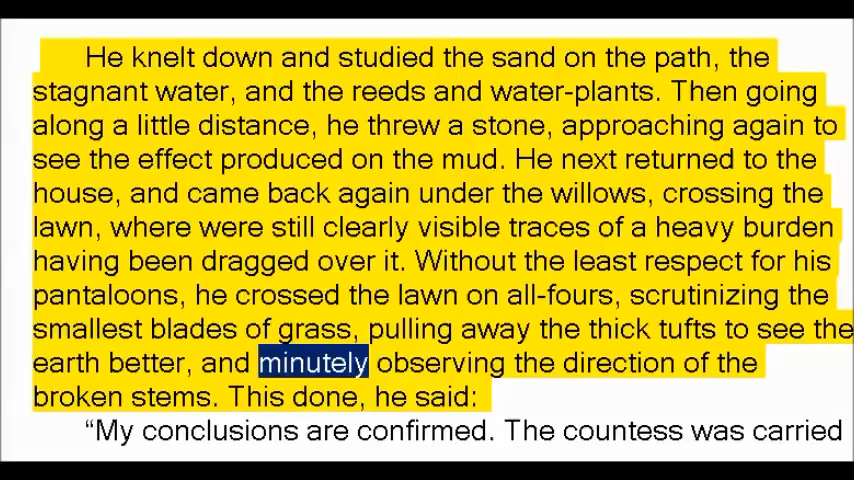 He knelt down and studied the sand on the path, the
stagnant water, and the reeds and water-plants. Then going
along a little distance, he threw a stone, approaching again to
see the effect produced on the mud. He next returned to the
house, and came back again under the willows, crossing the
lawn, where were still clearly visible traces of a heavy burden
having been dragged over it. Without the least respect for his
pantaloons, he crossed the lawn on all-fours, scrutinizing the
smallest blades of grass, pulling away the thick tufts to see the
earth better, and minutely observing the direction of the
broken stems. This done, he said:
“My conclusions are confirmed. The countess was carried